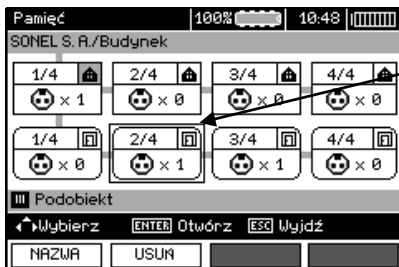 Pamięć 100% 10:48
SONEL S. A./Budynek
1/4 2/4 3/4 4/4
× 1 × 0 × 0 × 0
1/4 2/4 3/4 4/4
× 0 × 1 × 1 × 0
Podobiekt
Wybierz ENTER Otwórz ESC Wyjdź
NAZWA USUŃ